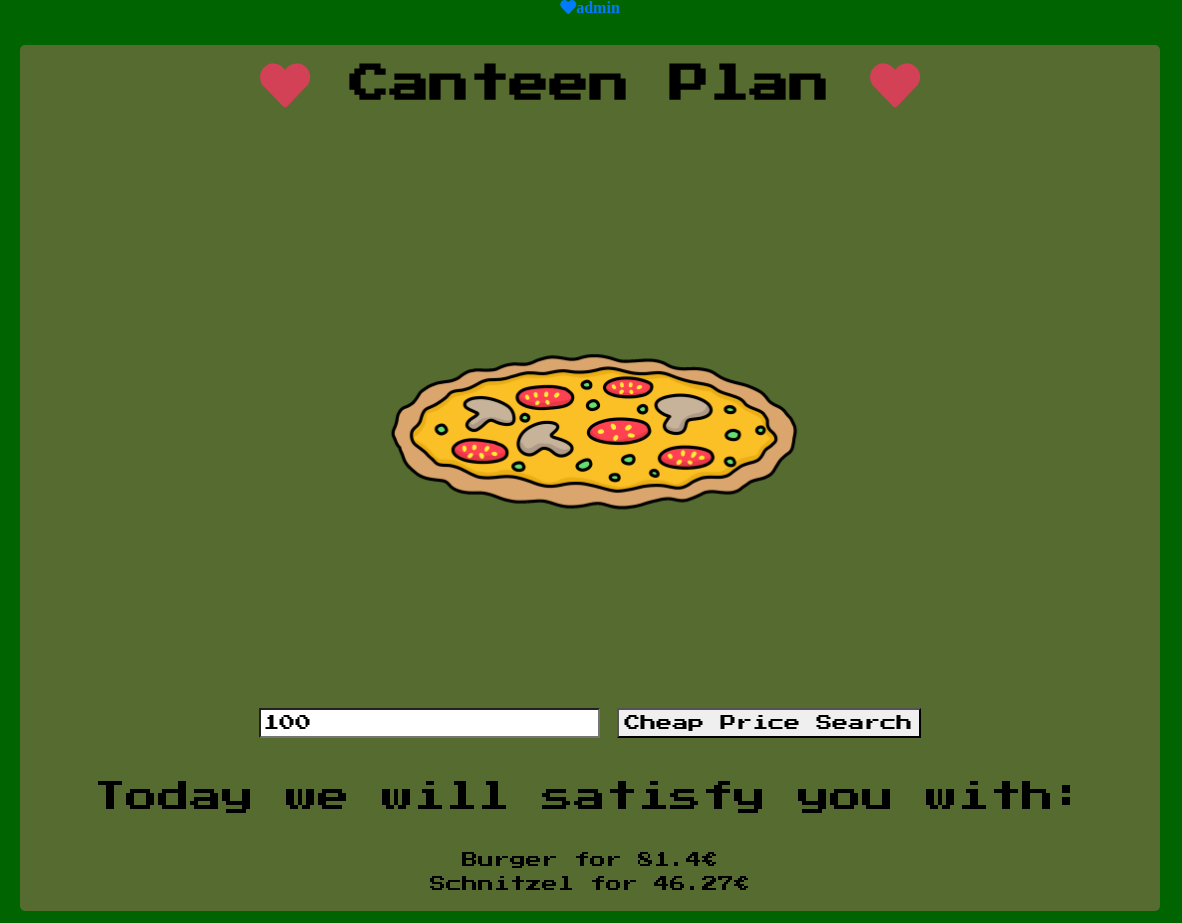 admin
Canteen Plan
100
Cheap Price Search
Today we will satisfy you with:
Burger for 81.4€
Schnitzel for 46.27€